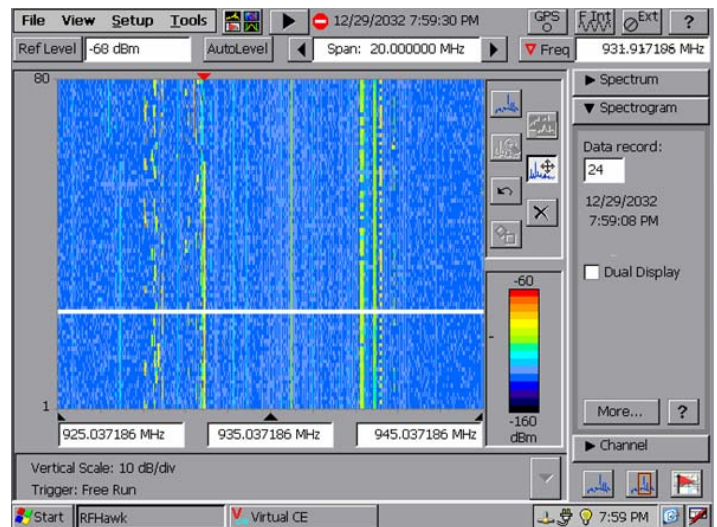 File View Setup Tools 12/29/2032 7:59:30 PM GPS F.Int Ext ?
Ref Level -68 dBm AutoLevel Span: 20.000000 MHz Freq 931.917186 MHz
80
Spectrum
Spectrogram
Data record:
24
12/29/2032
7:59:08 PM
Dual Display
-60
1
-160
dBm
More... ?
925.037186 MHz 935.037186 MHz 945.037186 MHz
Channel
Vertical Scale: 10 dB/div
Trigger: Free Run
Start RFHawk Virtual CE 7:59 PM